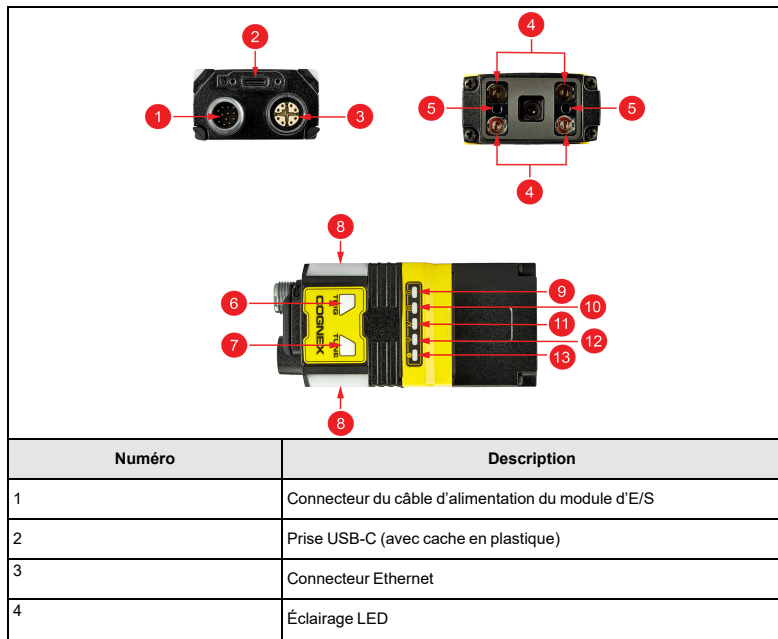 2
4
1
3
5
5
4
8
6
7
TRIG
TUNE
COGNEX
9
10
11
12
13
8
Numéro Description
1 Connecteur du câble d’alimentation du module d’E/S
2 Prise USB-C (avec cache en plastique)
3 Connecteur Ethernet
4 Éclairage LED